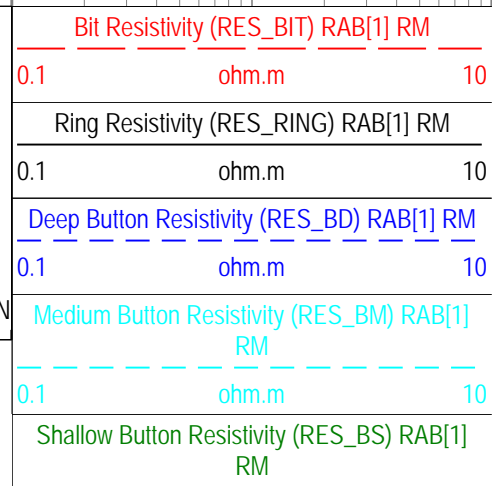 Bit Resistivity (RES_BIT) RAB[1] RM
0.1 ohm.m 10
Ring Resistivity (RES_RING) RAB[1] RM
0.1 ohm.m 10
Deep Button Resistivity (RES_BD) RAB[1] RM
0.1 ohm.m 10
N
Medium Button Resistivity (RES_BM) RAB[1]
RM
0.1 ohm.m 10
Shallow Button Resistivity (RES_BS) RAB[1]
RM